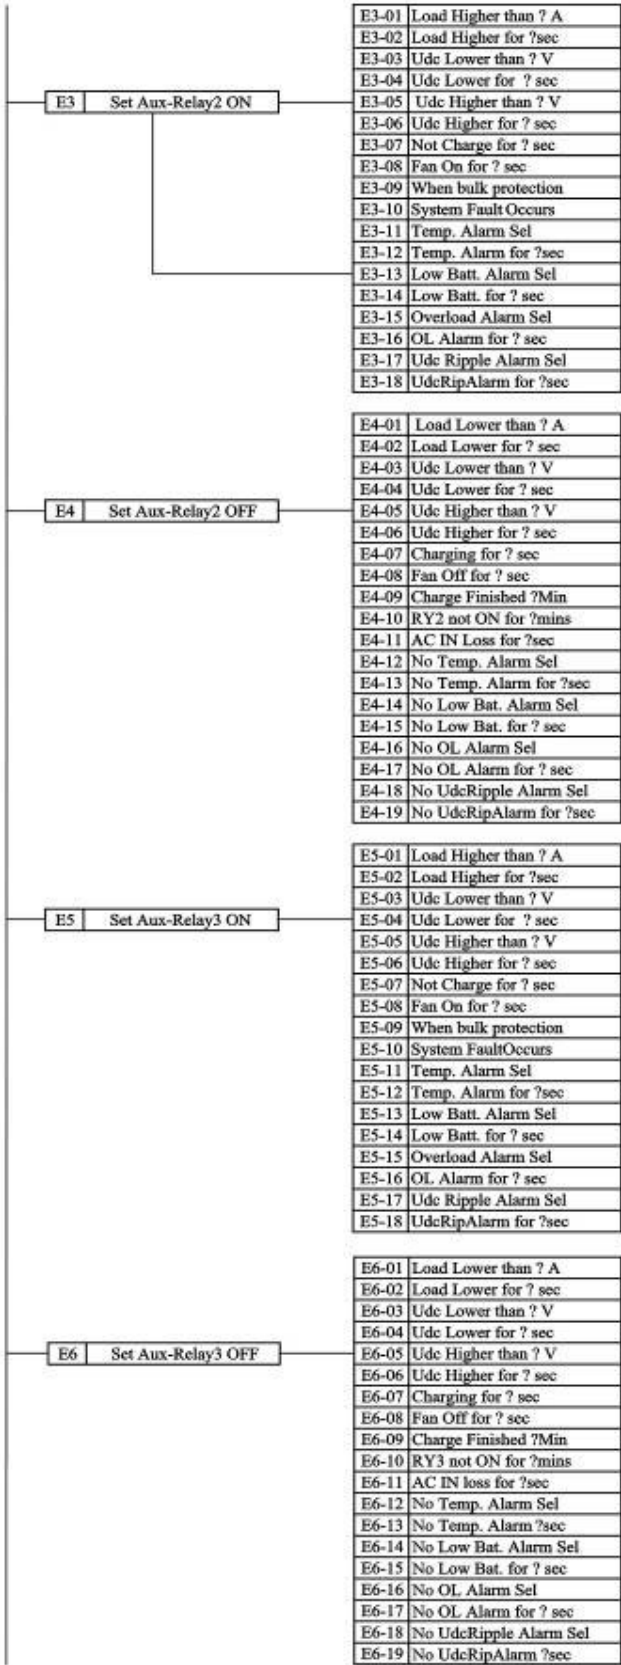 E3-01 Load Higher than ? A
E3-02 Load Higher for ?sec
E3-03 Udc Lower than ? V
E3-04 Udc Lower for ? sec
E3 Set Aux-Relay2 ON
E3-05 Udc Higher than ? V
E3-06 Udc Higher for ? sec
E3-07 Not Charge for ? sec
E3-08 Fan On for ? sec
E3-09 When bulk protection
E3-10 System Fault Occurs
E3-11 Temp. Alarm Sel
E3-12 Temp. Alarm for ?sec
E3-13 Low Batt. Alarm Sel
E3-14 Low Batt. for ? sec
E3-15 Overload Alarm Sel
E3-16 OL Alarm for ? sec
E3-17 Udc Ripple Alarm Sel
E3-18 UdcRipAlarm for ?sec
E4-01 Load Lower than ? A
E4-02 Load Lower for ? sec
E4-03 Udc Lower than ? V
E4-04 Udc Lower for ? sec
E4 Set Aux-Relay2 OFF
E4-05 Udc Higher than ? V
E4-06 Udc Higher for ? sec
E4-07 Charging for ? sec
E4-08 Fan Off for ? sec
E4-09 Charge Finished ?Min
E4-10 RY2 not ON for ?mins
E4-11 AC IN Loss for ?sec
E4-12 No Temp. Alarm Sel
E4-13 No Temp. Alarm for ?sec
E4-14 No Low Bat. Alarm Sel
E4-15 No Low Bat. for ? sec
E4-16 No OL Alarm Sel
E4-17 No OL Alarm for ? sec
E4-18 No UdcRipple Alarm Sel
E4-19 No UdcRipAlarm for ?sec
E5-01 Load Higher than ? A
E5-02 Load Higher for ?sec
E5-03 Udc Lower than ? V
E5 Set Aux-Relay3 ON
E5-04 Udc Lower for ? sec
E5-05 Udc Higher than ? V
E5-06 Udc Higher for ? sec
E5-07 Not Charge for ? sec
E5-08 Fan On for ? sec
E5-09 When bulk protection
E5-10 System FaultOccurs
E5-11 Temp. Alarm Sel
E5-12 Temp. Alarm for ?sec
E5-13 Low Batt. Alarm Sel
E5-14 Low Batt. for ? sec
E5-15 Overload Alarm Sel
E5-16 OL Alarm for ? sec
E5-17 Udc Ripple Alarm Sel
E5-18 UdcRipAlarm for ?sec
E6-01 Load Lower than ? A
E6-02 Load Lower for ? sec
E6-03 Udc Lower than ? V
E6-04 Udc Lower for ? sec
E6 Set Aux-Relay3 OFF
E6-05 Udc Higher than ? V
E6-06 Udc Higher for ? sec
E6-07 Charging for ? sec
E6-08 Fan Off for ? sec
E6-09 Charge Finished ?Min
E6-10 RY3 not ON for ?mins
E6-11 AC IN loss for ?sec
E6-12 No Temp. Alarm Sel
E6-13 No Temp. Alarm ?sec
E6-14 No Low Bat. Alarm Sel
E6-15 No Low Bat. for ? sec
E6-16 No OL Alarm Sel
E6-17 No OL Alarm for ? sec
E6-18 No UdcRipple Alarm Sel
E6-19 No UdcRipAlarm ?sec